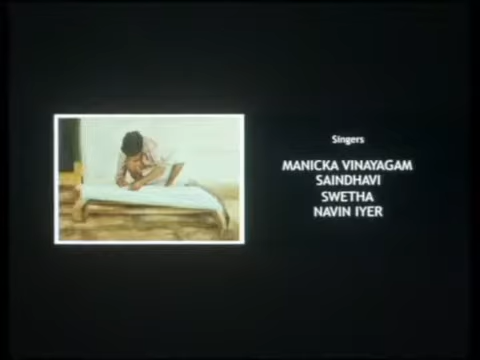 Singers
MANICKA VINAYAGAM
SAINDHAVI
SWETHA
NAVIN IYER